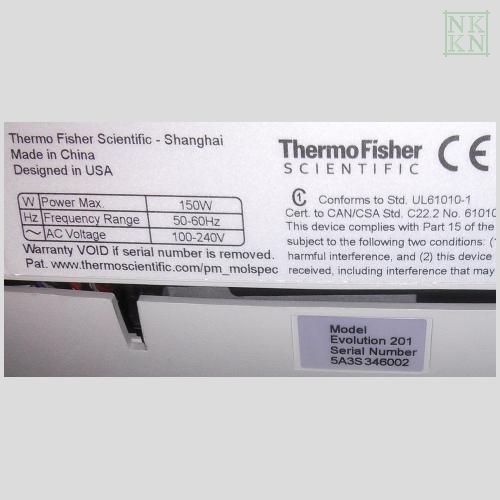 NK
KN
Thermo Fisher Scientific - Shanghai
Made in China
Designed in USA
W Power Max. 150W
Hz Frequency Range 50-60Hz
AC Voltage 100-240V
Warranty VOID if serial number is removed.
Pat. www.thermoscientific.com/pm_molspec
ThermoFisher
SCIENTIFIC
CE
Conforms to Std. UL61010-1
Cert. to CAN/CSA Std. C22.2 No. 61010
This device complies with Part 15 of the
subject to the following two conditions: (1
harmful interference, and (2) this device
received, including interference that may
Model
Evolution 201
Serial Number
5A3S346002